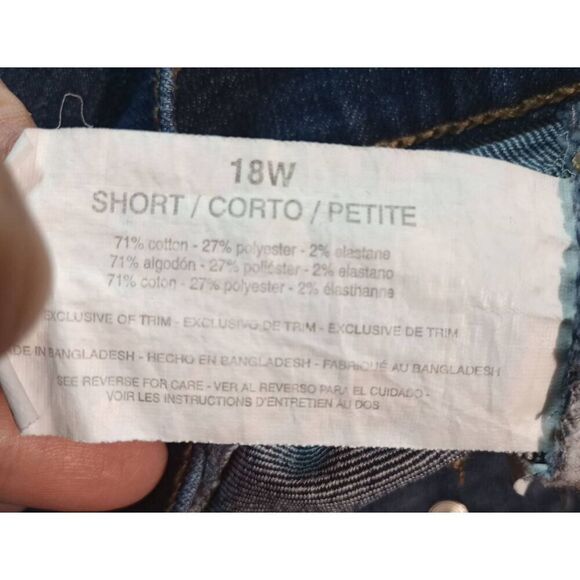 18W
SHORT / CORTO / PETITE
71% cotton - 27% polyester - 2% elastane
71% algodón - 27% poliéster - 2% elastano
71% coton - 27% polyester - 2% élasthanne
EXCLUSIVE OF TRIM - EXCLUSIVO DE TRIM - EXCLUSIVE DE TRIM
DE IN BANGLADESH - HECHO EN BANGLADESH - FABRIQUÉ AU BANGLADESH
SEE REVERSE FOR CARE - VER AL REVERSO PARA EL CUIDADO -
VOIR LES INSTRUCTIONS D'ENTRETIEN AU DOS